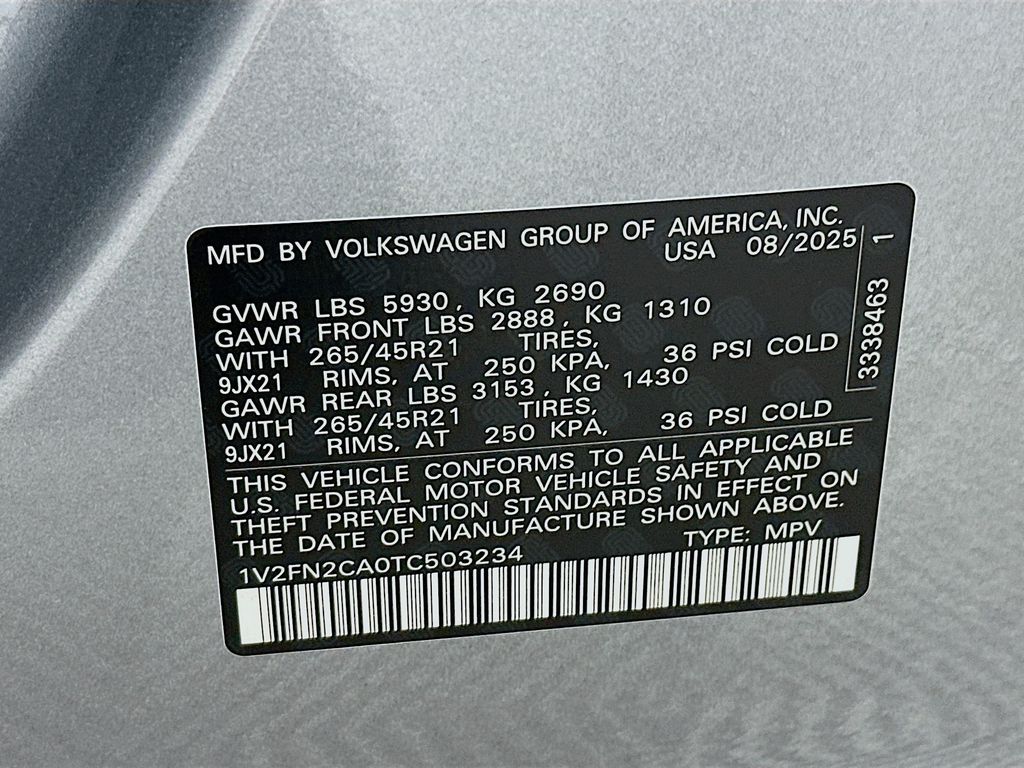 MFD BY VOLKSWAGEN GROUP OF AMERICA, INC.
USA 08/2025
GVWR LBS 5930, KG 2690
GAWR FRONT LBS 2888, KG 1310
WITH 265/45R21 TIRES,
9JX21 RIMS, AT 250 KPA, 36 PSI COLD
GAWR REAR LBS 3153, KG 1430
WITH 265/45R21 TIRES,
9JX21 RIMS, AT 250 KPA, 36 PSI COLD
THIS VEHICLE CONFORMS TO ALL APPLICABLE
U.S. FEDERAL MOTOR VEHICLE SAFETY AND
THEFT PREVENTION STANDARDS IN EFFECT ON
THE DATE OF MANUFACTURE SHOWN ABOVE.
TYPE: MPV
1V2FN2CA0TC503234
3338463 1